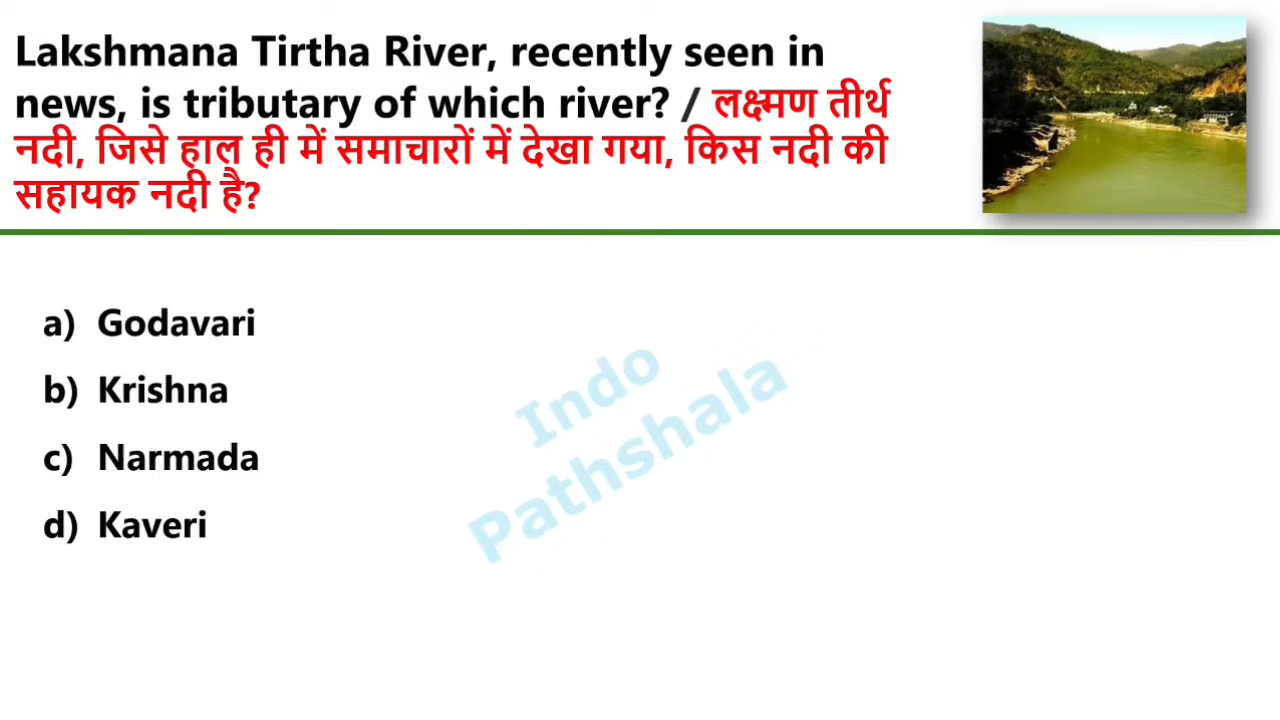 Lakshmana Tirtha River, recently seen in
news, is tributary of which river? / लक्ष्मण तीर्थ
नदी, जिसे हाल ही में समाचारों में देखा गया, किस नदी की
सहायक नदी है?
a) Godavari
b) Krishna
c) Narmada
d) Kaveri
Indo
Pathshala